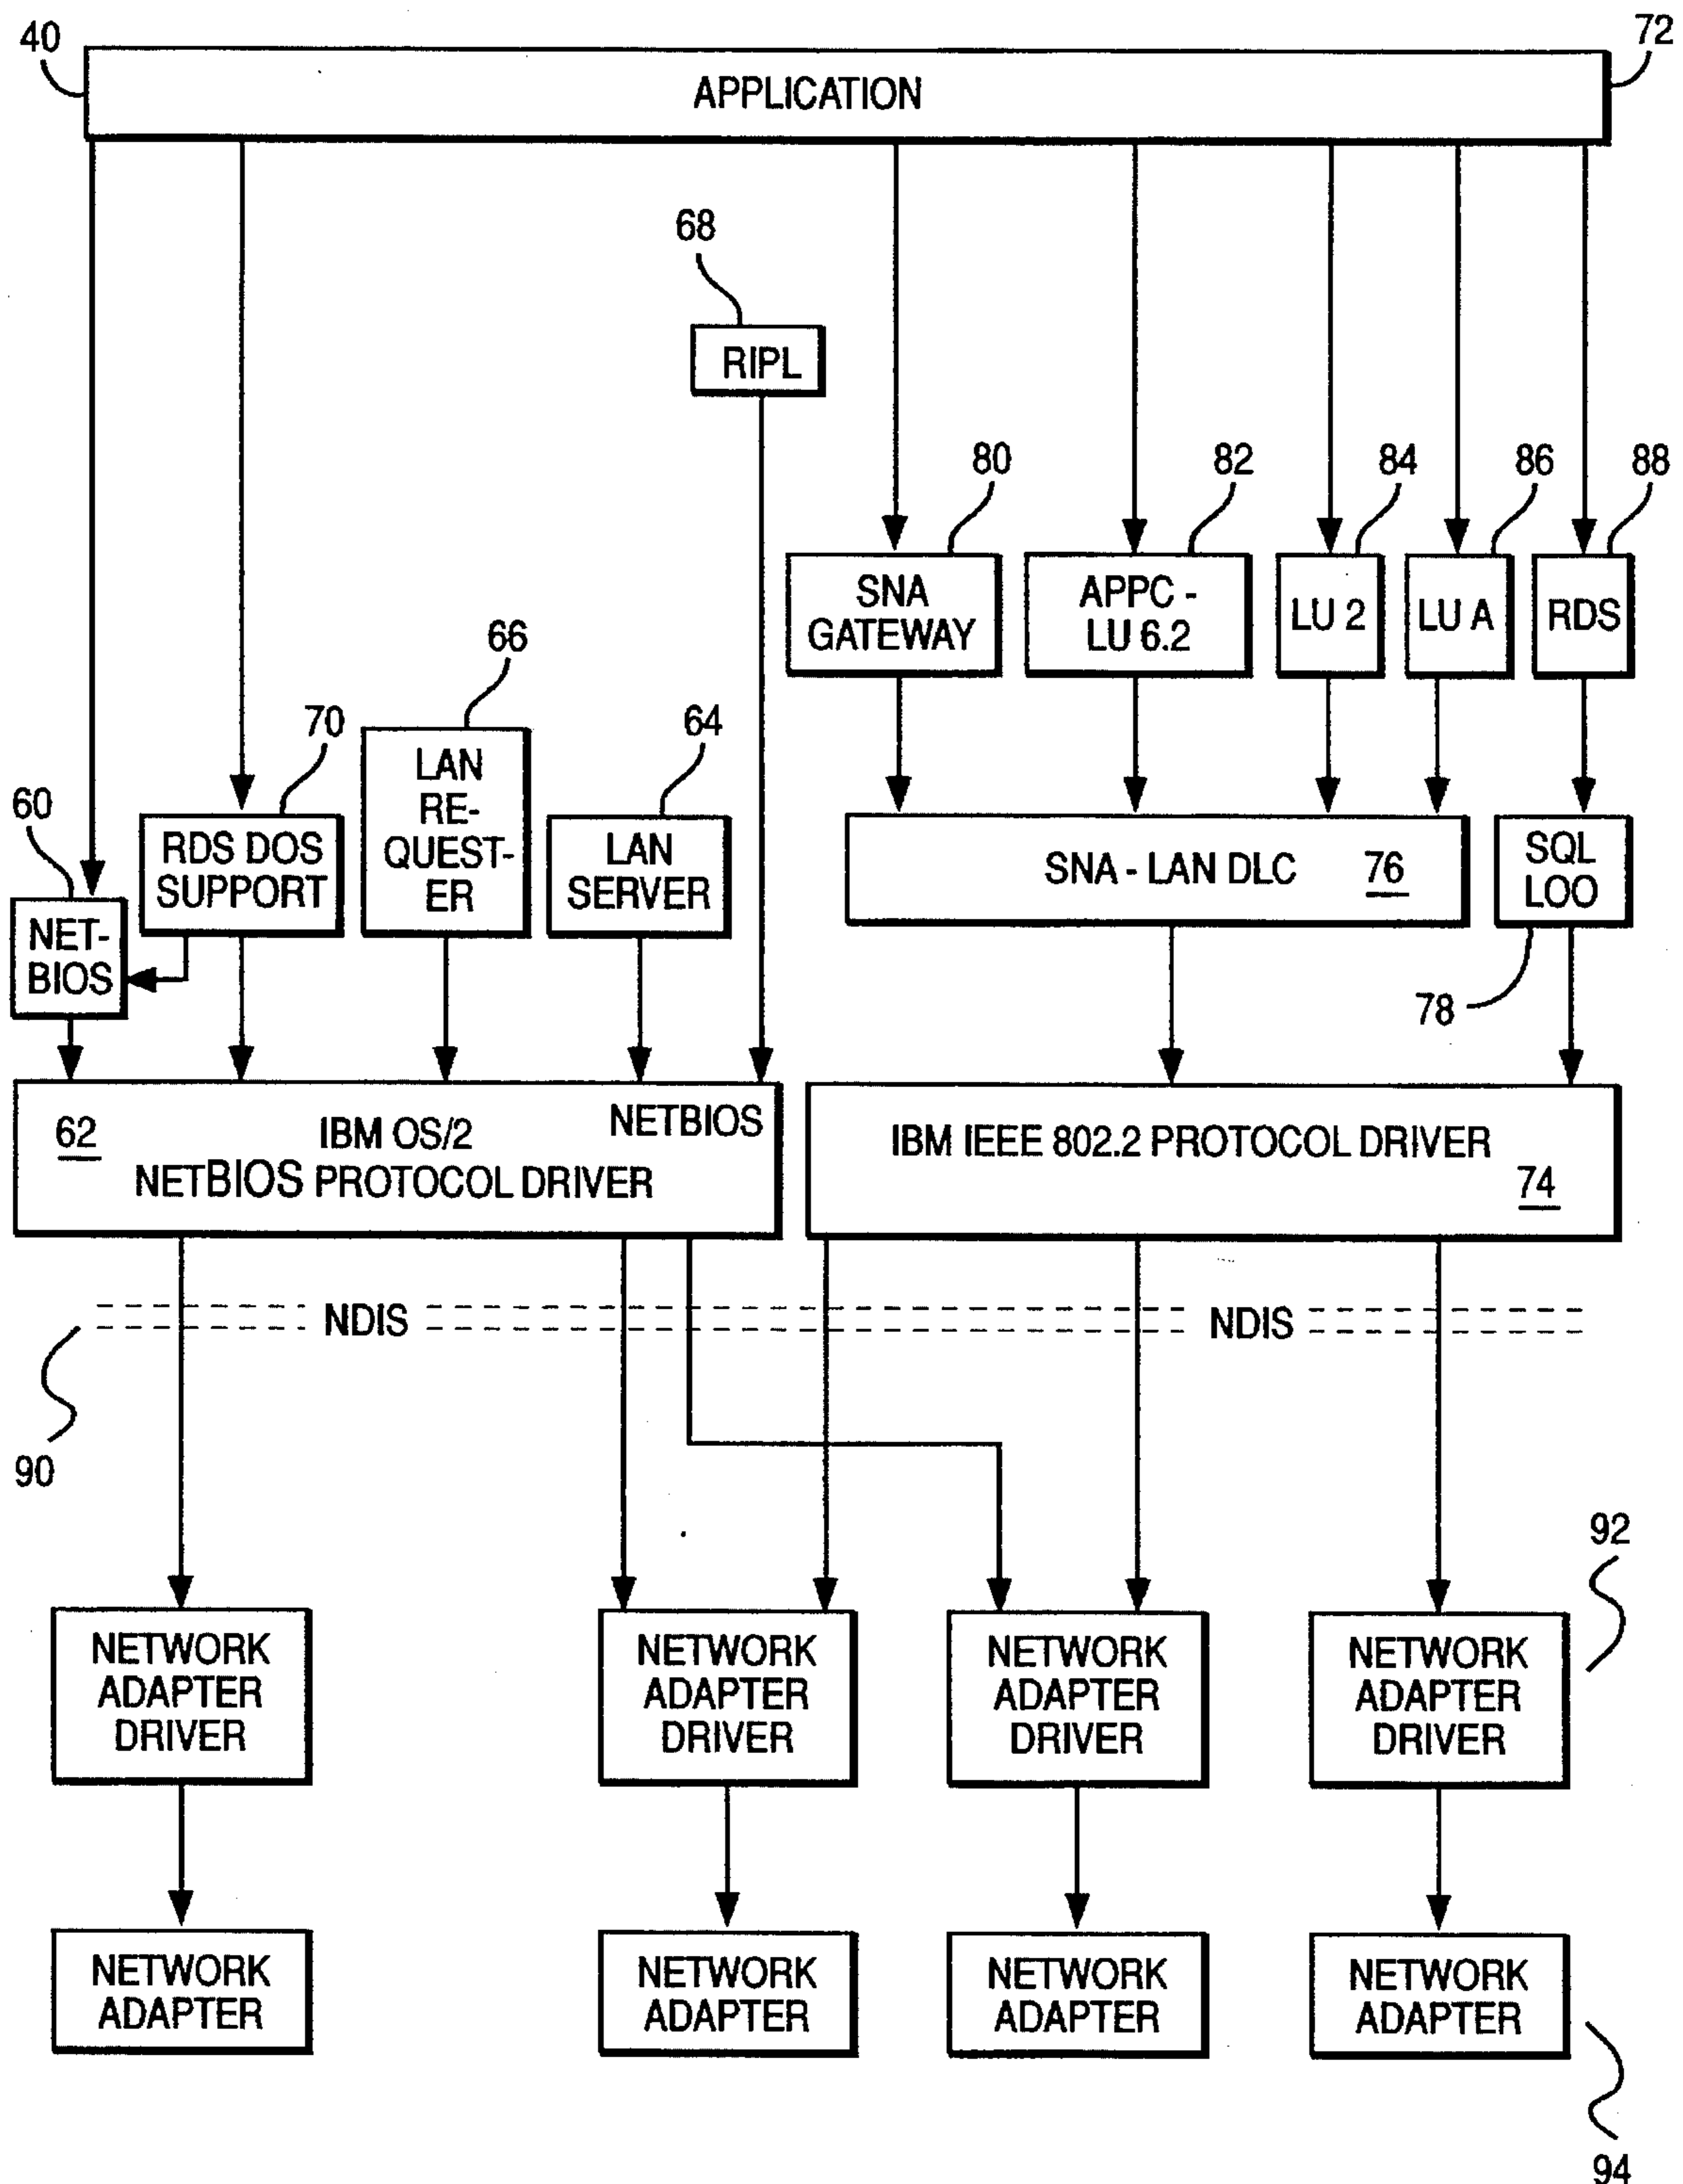 40
72
APPLICATION
68
RIPL
80
82
84
86
88
SNA
GATEWAY
APPC -
LU 6.2
LU 2
LU A
RDS
66
70
64
60
LAN
RE-
QUEST-
ER
RDS DOS
SUPPORT
LAN
SERVER
NET-
BIOS
SNA - LAN DLC 76
SQL
LOO
78
62
IBM OS/2
NETBIOS
NETBIOS PROTOCOL DRIVER
IBM IEEE 802.2 PROTOCOL DRIVER
74
NDIS
NDIS
90
92
NETWORK
ADAPTER
DRIVER
NETWORK
ADAPTER
DRIVER
NETWORK
ADAPTER
DRIVER
NETWORK
ADAPTER
DRIVER
NETWORK
ADAPTER
NETWORK
ADAPTER
NETWORK
ADAPTER
NETWORK
ADAPTER
94